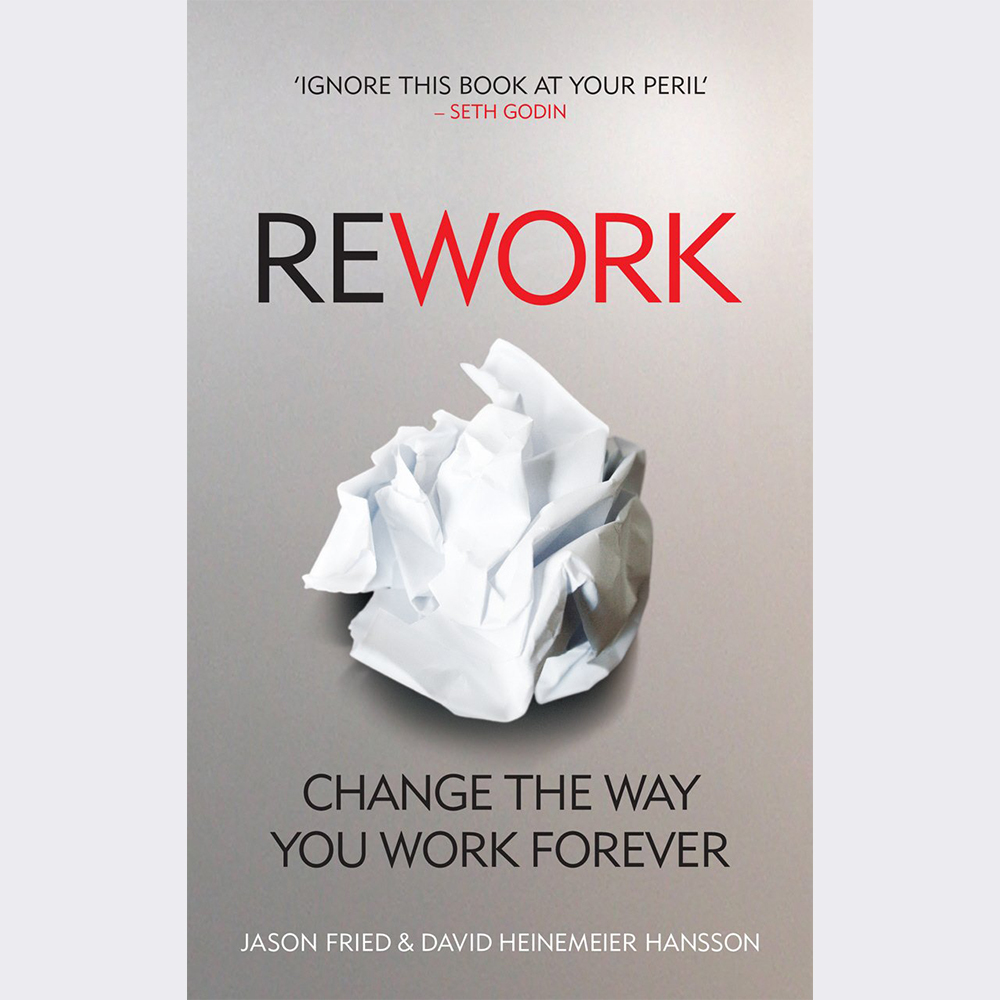 ‘IGNORE THIS BOOK AT YOUR PERIL’
– SETH GODIN
REWORK
CHANGE THE WAY
YOU WORK FOREVER
JASON FRIED & DAVID HEINEMEIER HANSSON